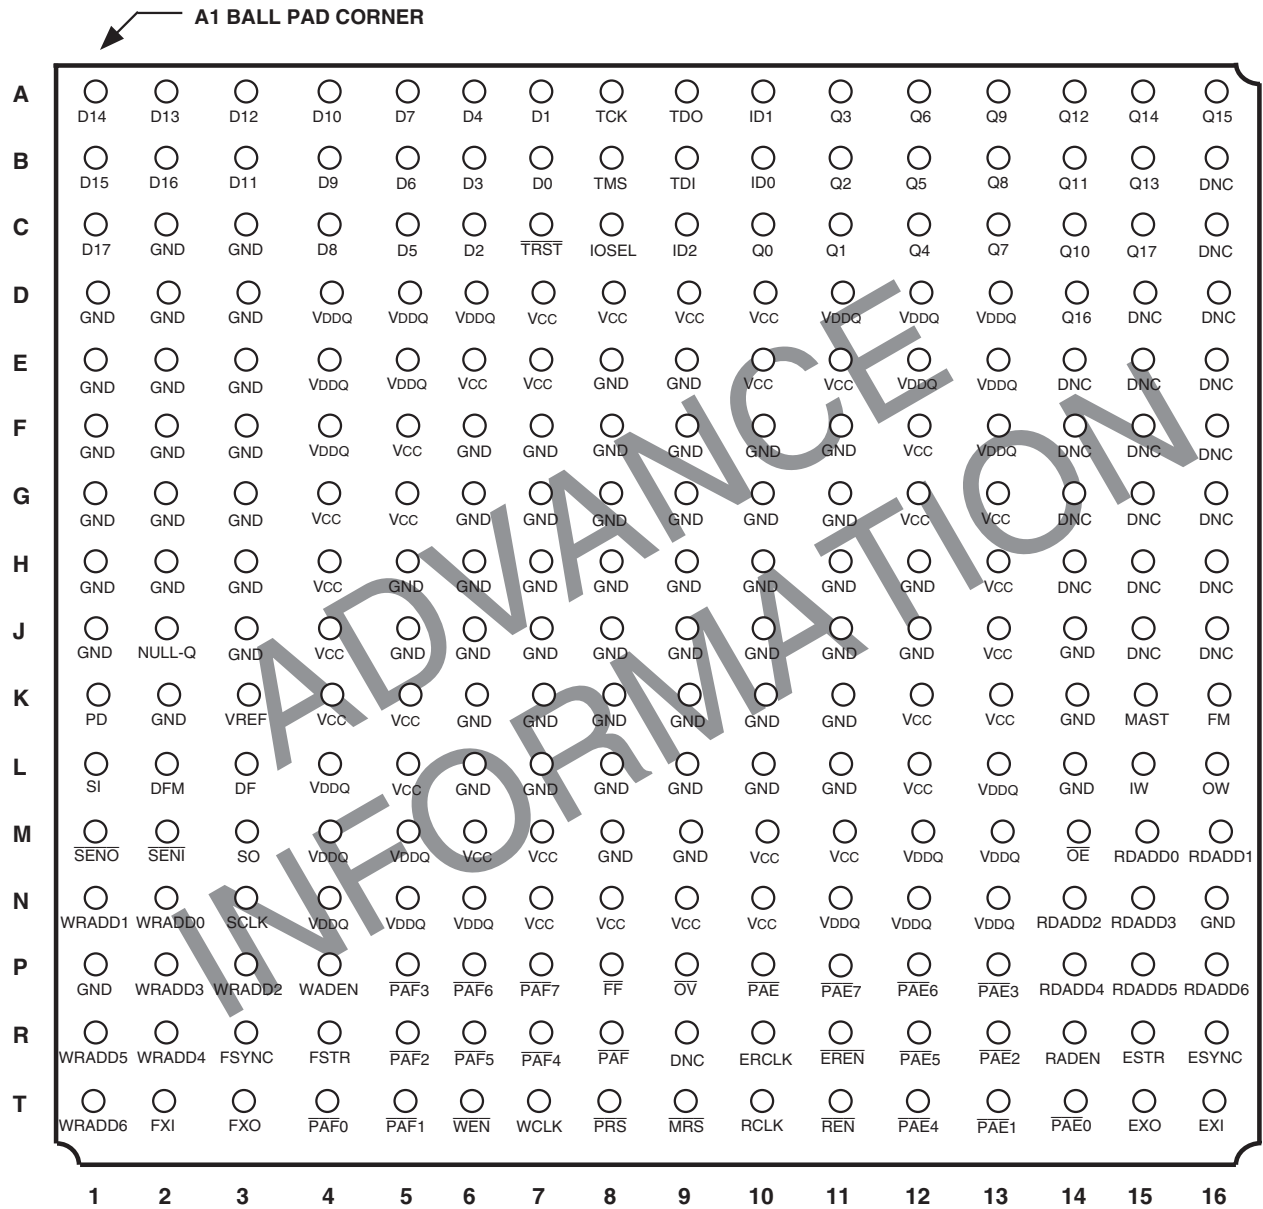 A1 BALL PAD CORNER
A
D14 D13 D12 D10 D7 D4 D1 TCK TDO ID1 Q3 Q6 Q9 Q12 Q14 Q15
B
D15 D16 D11 D9 D6 D3 D0 TMS TDI ID0 Q2 Q5 Q8 Q11 Q13 DNC
C
D17 GND GND D8 D5 D2 TRST IOSEL ID2 Q0 Q1 Q4 Q7 Q10 Q17 DNC
D
GND GND GND VDDQ VDDQ VDDQ VCC VCC VCC VCC VDDQ VDDQ VDDQ Q16 DNC DNC
E
GND GND GND VDDQ VDDQ VCC VCC GND GND VCC VCC VDDQ VDDQ DNC DNC DNC
F
GND GND GND VDDQ VCC GND GND GND GND GND GND VCC VDDQ DNC DNC DNC
G
GND GND GND VCC VCC GND GND GND GND GND GND VCC VCC DNC DNC DNC
H
GND GND GND VCC GND GND GND GND GND GND GND GND VCC DNC DNC DNC
J
GND NULL-Q GND VCC GND GND GND GND GND GND GND GND VCC GND DNC DNC
K
PD GND VREF VCC VCC GND GND GND GND GND GND VCC VCC GND MAST FM
L
SI DFM DF VDDQ VCC GND GND GND GND GND GND VCC VDDQ GND IW OW
M
SENO SENI SO VDDQ VDDQ VCC VCC GND GND VCC VCC VDDQ VDDQ OE RDADD0 RDADD1
N
WRADD1 WRADD0 SCLK VDDQ VDDQ VDDQ VCC VCC VCC VCC VDDQ VDDQ VDDQ RDADD2 RDADD3 GND
P
GND WRADD3 WRADD2 WADEN PAF3 PAF6 PAF7 FF OV PAE PAE7 PAE6 PAE3 RDADD4 RDADD5 RDADD6
R
WRADD5 WRADD4 FSYNC FSTR PAF2 PAF5 PAF4 PAF DNC ERCLK EREN PAE5 PAE2 RADEN ESTR ESYNC
T
WRADD6 FXI FXO PAF0 PAF1 WEN WCLK PRS MRS RCLK REN PAE4 PAE1 PAE0 EXO EXI
1 2 3 4 5 6 7 8 9 10 11 12 13 14 15 16
ADVANCE
INFORMATION